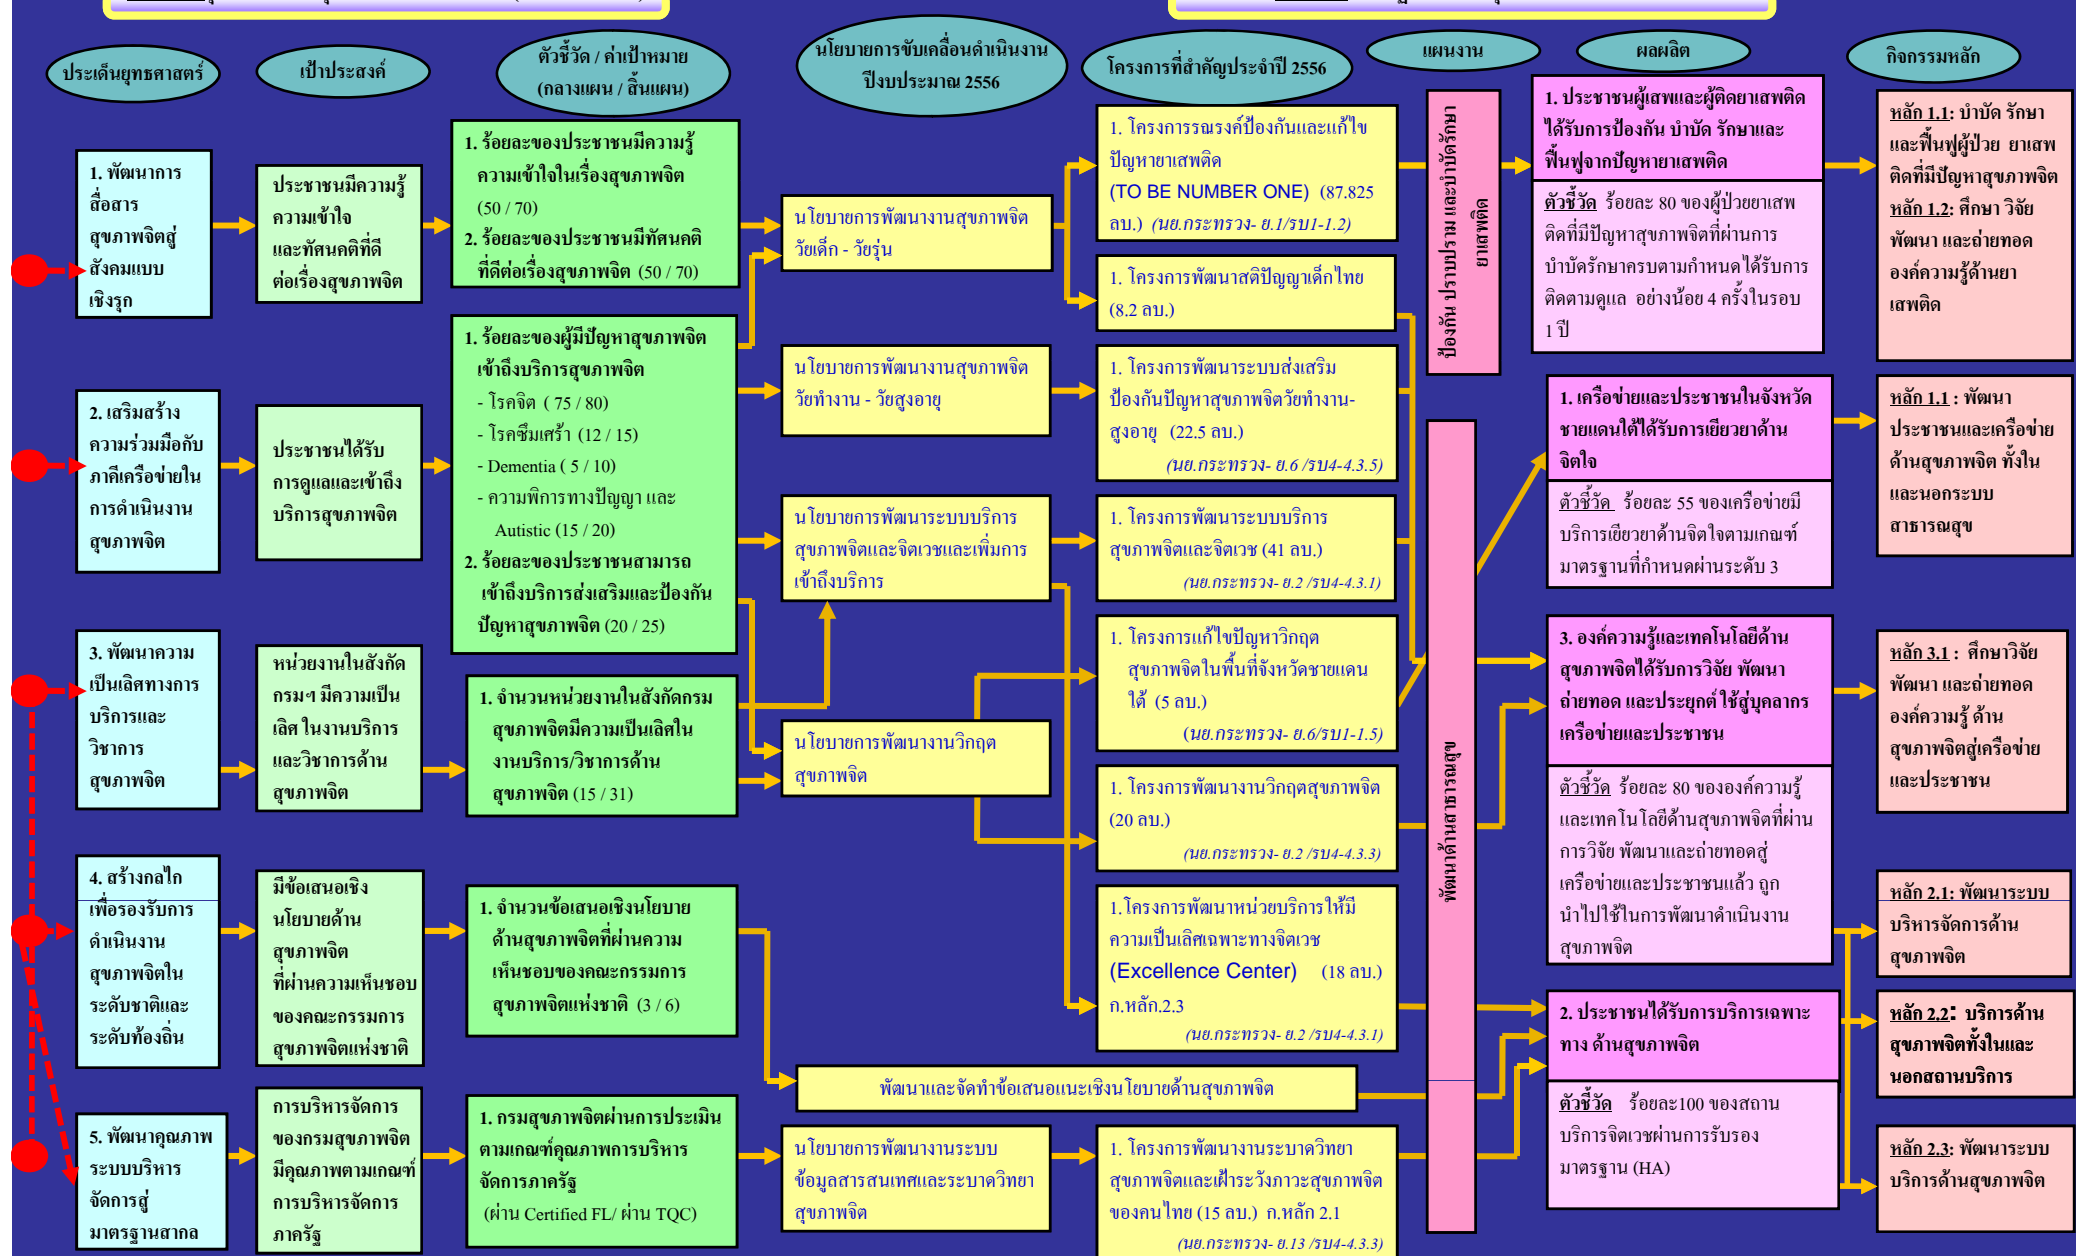 ประเด็นยุทธศาสตร์
เป้าประสงค์
ตัวชี้วัด / ค่าเป้าหมาย
(กลางแผน / สิ้นแผน)
นโยบายการขับเคลื่อนดำเนินงาน
ปีงบประมาณ 2556
โครงการที่สำคัญประจำปี 2556
แผนงาน
ผลผลิต
กิจกรรมหลัก
1. พัฒนาการ
สื่อสาร
สุขภาพจิตสู่
สังคมแบบ
เชิงรุก
2. เสริมสร้าง
ความร่วมมือกับ
ภาคีเครือข่ายใน
การดำเนินงาน
สุขภาพจิต
3. พัฒนาความ
เป็นเลิศทางการ
บริการและ
วิชาการ
สุขภาพจิต
4. สร้างกลไก
เพื่อรองรับการ
ดำเนินงาน
สุขภาพจิตใน
ระดับชาติและ
ระดับท้องถิ่น
5. พัฒนาคุณภาพ
ระบบบริหาร
จัดการสู่
มาตรฐานสากล
ประชาชนมีความรู้
ความเข้าใจ
และทัศนคติที่ดี
ต่อเรื่องสุขภาพจิต
ประชาชนได้รับ
การดูแลและเข้าถึง
บริการสุขภาพจิต
หน่วยงานในสังกัด
กรมฯ มีความเป็น
เลิศ ในงานบริการ
และวิชาการด้าน
สุขภาพจิต
มีข้อเสนอเชิง
นโยบายด้าน
สุขภาพจิต
ที่ผ่านความเห็นชอบ
ของคณะกรรมการ
สุขภาพจิตแห่งชาติ
การบริหารจัดการ
ของกรมสุขภาพจิต
มีคุณภาพตามเกณฑ์
การบริหารจัดการ
ภาครัฐ
1. ร้อยละของประชาชนมีความรู้
ความเข้าใจในเรื่องสุขภาพจิต
(50 / 70)
2. ร้อยละของประชาชนมีทัศนคติ
ที่ดีต่อเรื่องสุขภาพจิต (50 / 70)
1. ร้อยละของผู้มีปัญหาสุขภาพจิต
เข้าถึงบริการสุขภาพจิต
- โรคจิต ( 75 / 80)
- โรคซึมเศร้า (12 / 15)
- Dementia ( 5 / 10)
- ความพิการทางปัญญา และ
Autistic (15 / 20)
2. ร้อยละของประชาชนสามารถ
เข้าถึงบริการส่งเสริมและป้องกัน
ปัญหาสุขภาพจิต (20 / 25)
1. จำนวนหน่วยงานในสังกัดกรม
สุขภาพจิตมีความเป็นเลิศใน
งานบริการ/วิชาการด้าน
สุขภาพจิต (15 / 31)
1. จำนวนข้อเสนอเชิงนโยบาย
ด้านสุขภาพจิตที่ผ่านความ
เห็นชอบของคณะกรรมการ
สุขภาพจิตแห่งชาติ (3 / 6)
1. กรมสุขภาพจิตผ่านการประเมิน
ตามเกณฑ์คุณภาพการบริหาร
จัดการภาครัฐ
(ผ่าน Certified FL/ ผ่าน TQC)
นโยบายการพัฒนางานสุขภาพจิต
วัยเด็ก - วัยรุ่น
นโยบายการพัฒนางานสุขภาพจิต
วัยทำงาน - วัยสูงอายุ
นโยบายการพัฒนาระบบบริการ
สุขภาพจิตและจิตเวชและเพิ่มการ
เข้าถึงบริการ
นโยบายการพัฒนางานวิกฤต
สุขภาพจิต
พัฒนาและจัดทำข้อเสนอแนะเชิงนโยบายด้านสุขภาพจิต
นโยบายการพัฒนางานระบบ
ข้อมูลสารสนเทศและระบาดวิทยา
สุขภาพจิต
1. โครงการรณรงค์ป้องกันและแก้ไข
ปัญหายาเสพติด
(TO BE NUMBER ONE) (87.825
ลบ.) (นย.กระทรวง- ย.1/รบ1-1.2)
1. โครงการพัฒนาสติปัญญาเด็กไทย
(8.2 ลบ.)
1. โครงการพัฒนาระบบส่งเสริม
ป้องกันปัญหาสุขภาพจิตวัยทำงาน-
สูงอายุ (22.5 ลบ.)
(นย.กระทรวง- ย.6 /รบ4-4.3.5)
1. โครงการพัฒนาระบบบริการ
สุขภาพจิตและจิตเวช (41 ลบ.)
(นย.กระทรวง- ย.2 /รบ4-4.3.1)
1. โครงการแก้ไขปัญหาวิกฤต
สุขภาพจิตในพื้นที่จังหวัดชายแดน
ใต้ (5 ลบ.)
(นย.กระทรวง- ย.6/รบ1-1.5)
1. โครงการพัฒนางานวิกฤตสุขภาพจิต
(20 ลบ.)
(นย.กระทรวง- ย.2 /รบ4-4.3.3)
1.โครงการพัฒนาหน่วยบริการให้มี
ความเป็นเลิศเฉพาะทางจิตเวช
(Excellence Center) (18 ลบ.)
ก.หลัก.2.3
(นย.กระทรวง- ย.2 /รบ4-4.3.1)
1. โครงการพัฒนางานระบาดวิทยา
สุขภาพจิตและเฝ้าระวังภาวะสุขภาพจิต
ของคนไทย (15 ลบ.) ก.หลัก 2.1
(นย.กระทรวง- ย.13 /รบ4-4.3.3)
ป้องกัน ปราบปราม และบำบัดรักษา
ยาเสพติด
พัฒนาด้านสาธารณสุข
1. ประชาชนผู้เสพและผู้ติดยาเสพติด
ได้รับการป้องกัน บำบัด รักษาและ
ฟื้นฟูจากปัญหายาเสพติด
ตัวชี้วัด ร้อยละ 80 ของผู้ป่วยยาเสพ
ติดที่มีปัญหาสุขภาพจิตที่ผ่านการ
บำบัดรักษาครบตามกำหนดได้รับการ
ติดตามดูแล อย่างน้อย 4 ครั้งในรอบ
1 ปี
1. เครือข่ายและประชาชนในจังหวัด
ชายแดนใต้ได้รับการเยียวยาด้าน
จิตใจ
ตัวชี้วัด ร้อยละ 55 ของเครือข่ายมี
บริการเยียวยาด้านจิตใจตามเกณฑ์
มาตรฐานที่กำหนดผ่านระดับ 3
3. องค์ความรู้และเทคโนโลยีด้าน
สุขภาพจิตได้รับการวิจัย พัฒนา
ถ่ายทอด และประยุกต์ ใช้สู่บุคลากร
เครือข่ายและประชาชน
ตัวชี้วัด ร้อยละ 80 ขององค์ความรู้
และเทคโนโลยีด้านสุขภาพจิตที่ผ่าน
การวิจัย พัฒนาและถ่ายทอดสู่
เครือข่ายและประชาชนแล้ว ถูก
นำไปใช้ในการพัฒนาดำเนินงาน
สุขภาพจิต
2. ประชาชนได้รับการบริการเฉพาะ
ทาง ด้านสุขภาพจิต
ตัวชี้วัด ร้อยละ100 ของสถาน
บริการจิตเวชผ่านการรับรอง
มาตรฐาน (HA)
หลัก 1.1: บำบัด รักษา
และฟื้นฟูผู้ป่วย ยาเสพ
ติดที่มีปัญหาสุขภาพจิต
หลัก 1.2: ศึกษา วิจัย
พัฒนา และถ่ายทอด
องค์ความรู้ด้านยา
เสพติด
หลัก 1.1 : พัฒนา
ประชาชนและเครือข่าย
ด้านสุขภาพจิต ทั้งใน
และนอกระบบ
สาธารณสุข
หลัก 3.1 : ศึกษาวิจัย
พัฒนา และถ่ายทอด
องค์ความรู้ ด้าน
สุขภาพจิตสู่เครือข่าย
และประชาชน
หลัก 2.1: พัฒนาระบบ
บริหารจัดการด้าน
สุขภาพจิต
หลัก 2.2: บริการด้าน
สุขภาพจิตทั้งในและ
นอกสถานบริการ
หลัก 2.3: พัฒนาระบบ
บริการด้านสุขภาพจิต